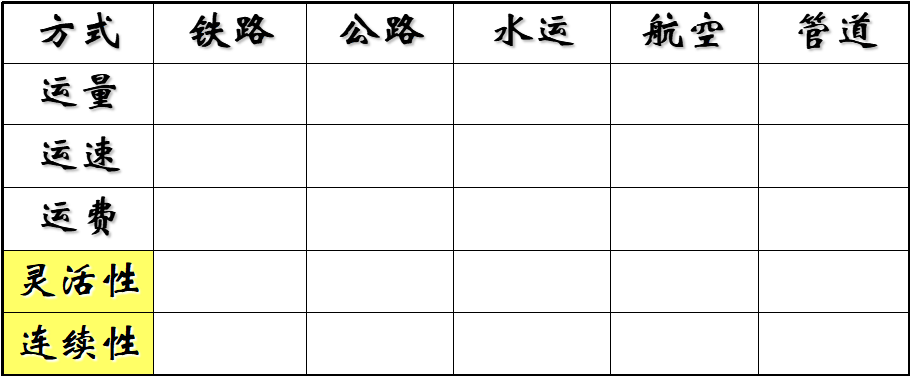 方式 铁路 公路 水运 航空 管道
运量
运速
运费
灵活性
连续性